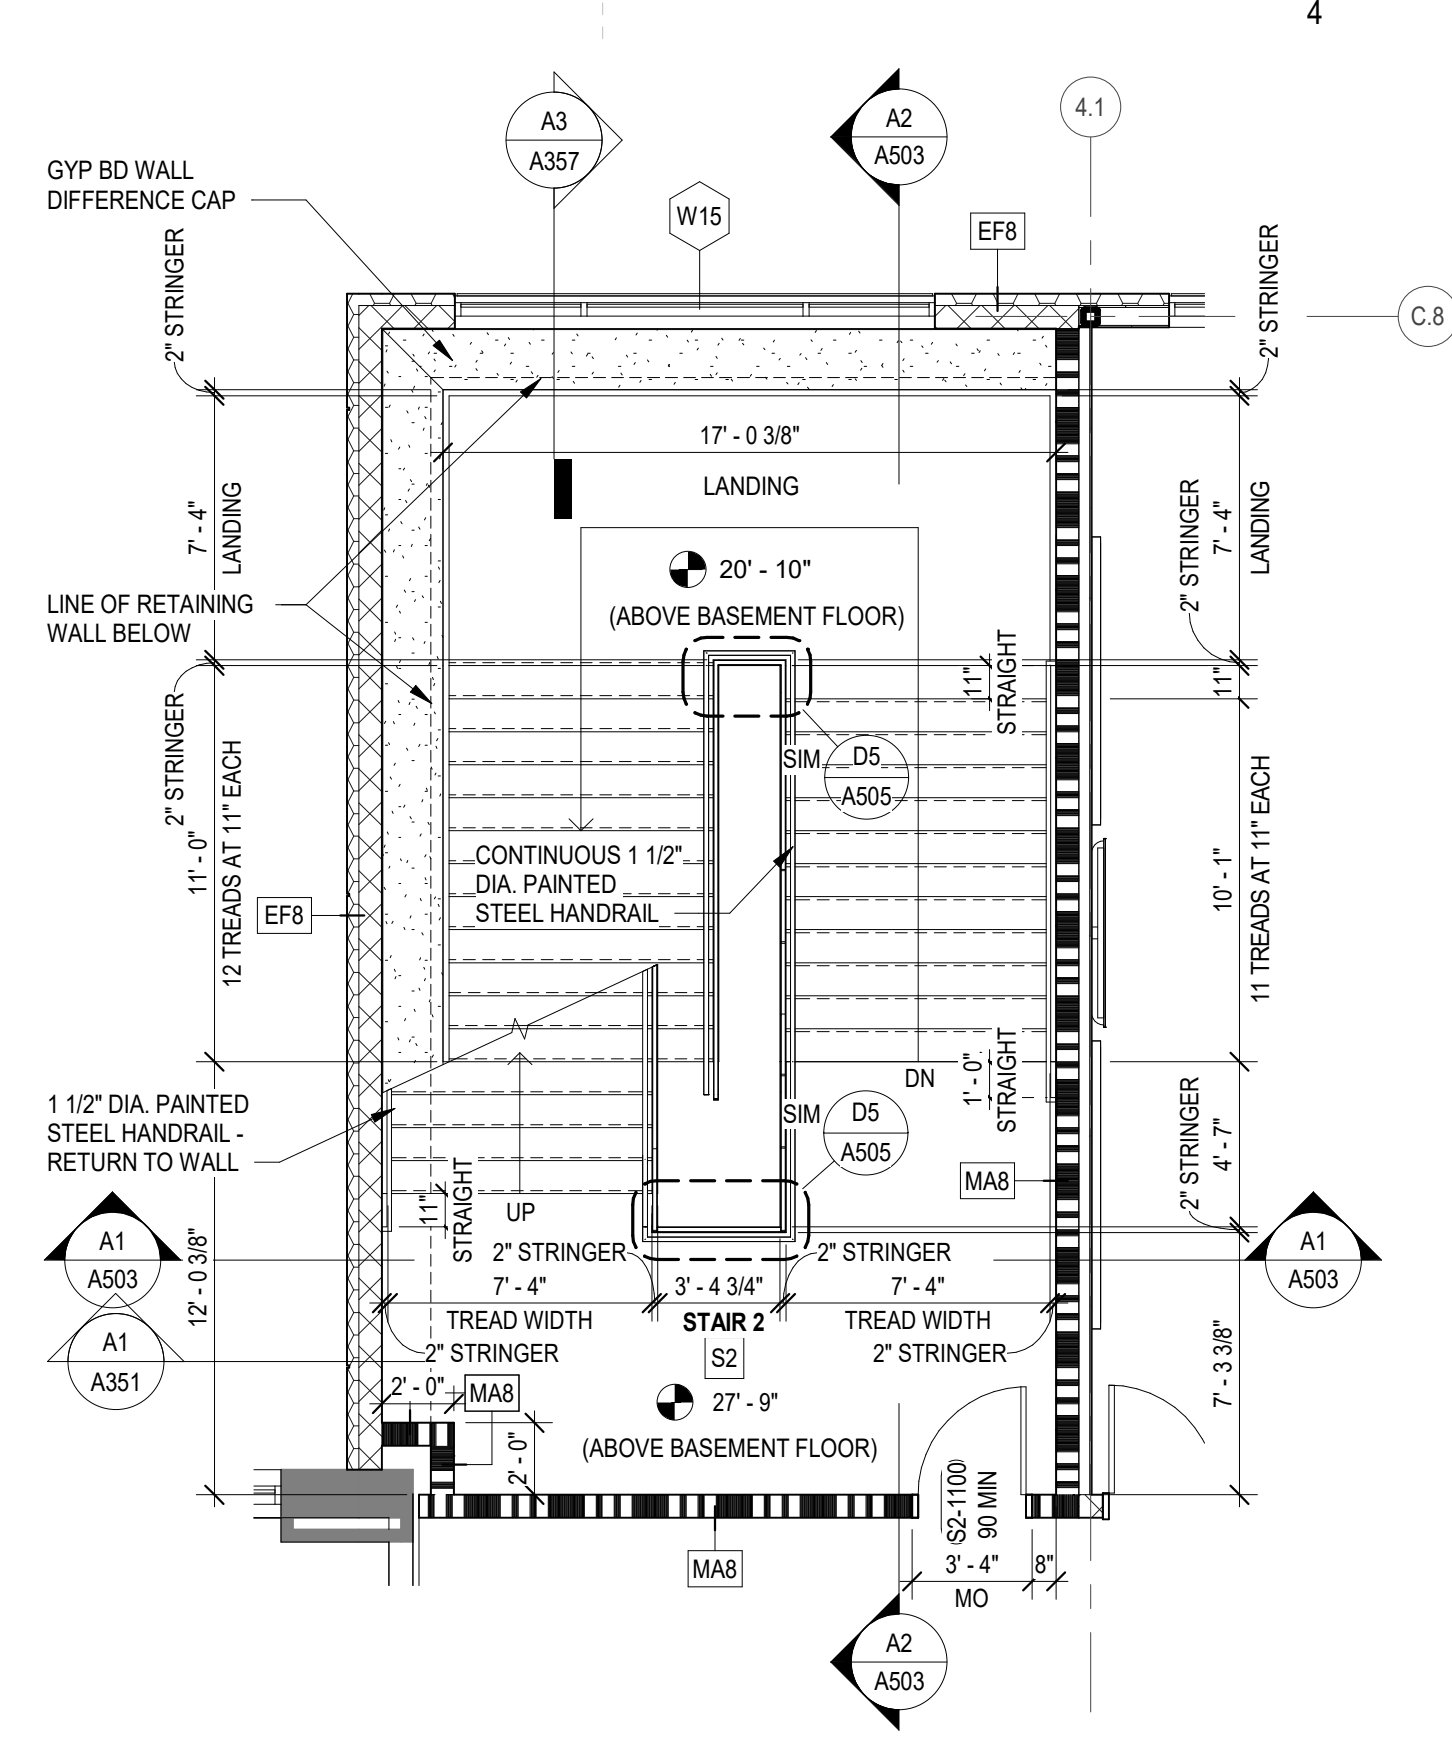 4
A3
A357
A2
A503
4.1
GYP BD WALL
DIFFERENCE CAP
W15
EF8
2" STRINGER
2" STRINGER
C.8
17' - 0 3/8"
LANDING
7' - 4"
LANDING
2" STRINGER
7' - 4"
LANDING
20' - 10"
(ABOVE BASEMENT FLOOR)
LINE OF RETAINING
WALL BELOW
11"
STRAIGHT
11"
2" STRINGER
SIM
D5
A505
11' - 0"
12 TREADS AT 11" EACH
CONTINUOUS 1 1/2"
DIA. PAINTED
STEEL HANDRAIL
10' - 1"
11 TREADS AT 11" EACH
EF8
DN
1' - 0"
STRAIGHT
1 1/2" DIA. PAINTED
STEEL HANDRAIL -
RETURN TO WALL
SIM
D5
A505
2" STRINGER
4' - 7"
MA8
11"
STRAIGHT
UP
A1
A503
12' - 0 3/8"
2" STRINGER
2" STRINGER
A1
A503
7' - 4"
3' - 4 3/4"
7' - 4"
TREAD WIDTH
STAIR 2
TREAD WIDTH
A1
A351
2" STRINGER
S2
2" STRINGER
7' - 3 3/8"
2' - 0"
MA8
27' - 9"
(ABOVE BASEMENT FLOOR)
2' - 0"
S2-1100
90 MIN
MA8
3' - 4"
8"
MO
A2
A503